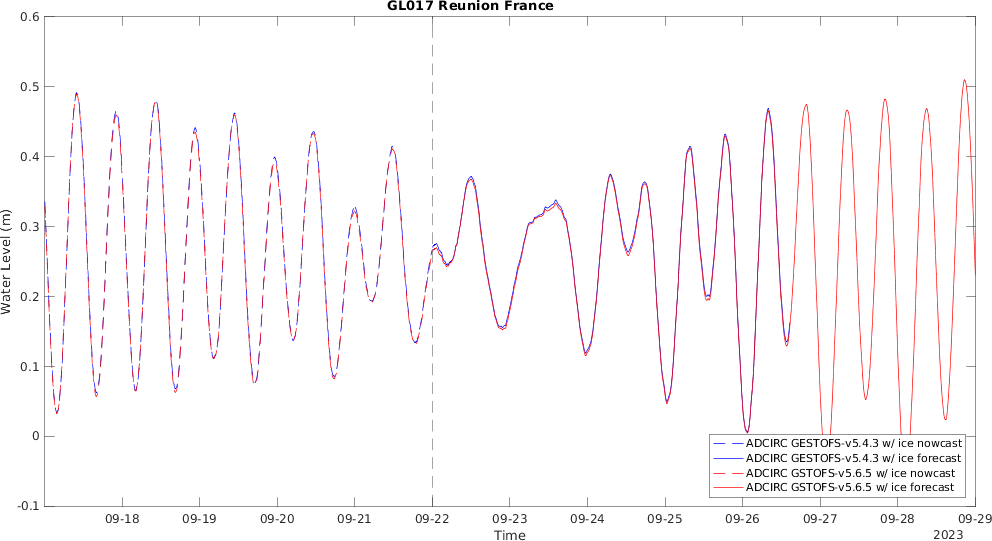 GL017 Reunion France
0.6
0.5
0.4
0.3
0.2
0.1
0
-0.1
Water Level (m)
ADCIRC GESTOFS-v5.4.3 w/ ice nowcast
ADCIRC GESTOFS-v5.4.3 w/ ice forecast
ADCIRC GSTOFS-v5.6.5 w/ ice nowcast
ADCIRC GSTOFS-v5.6.5 w/ ice forecast
09-18 09-19 09-20 09-21 09-22 09-23 09-24 09-25 09-26 09-27 09-28 09-29
Time
2023